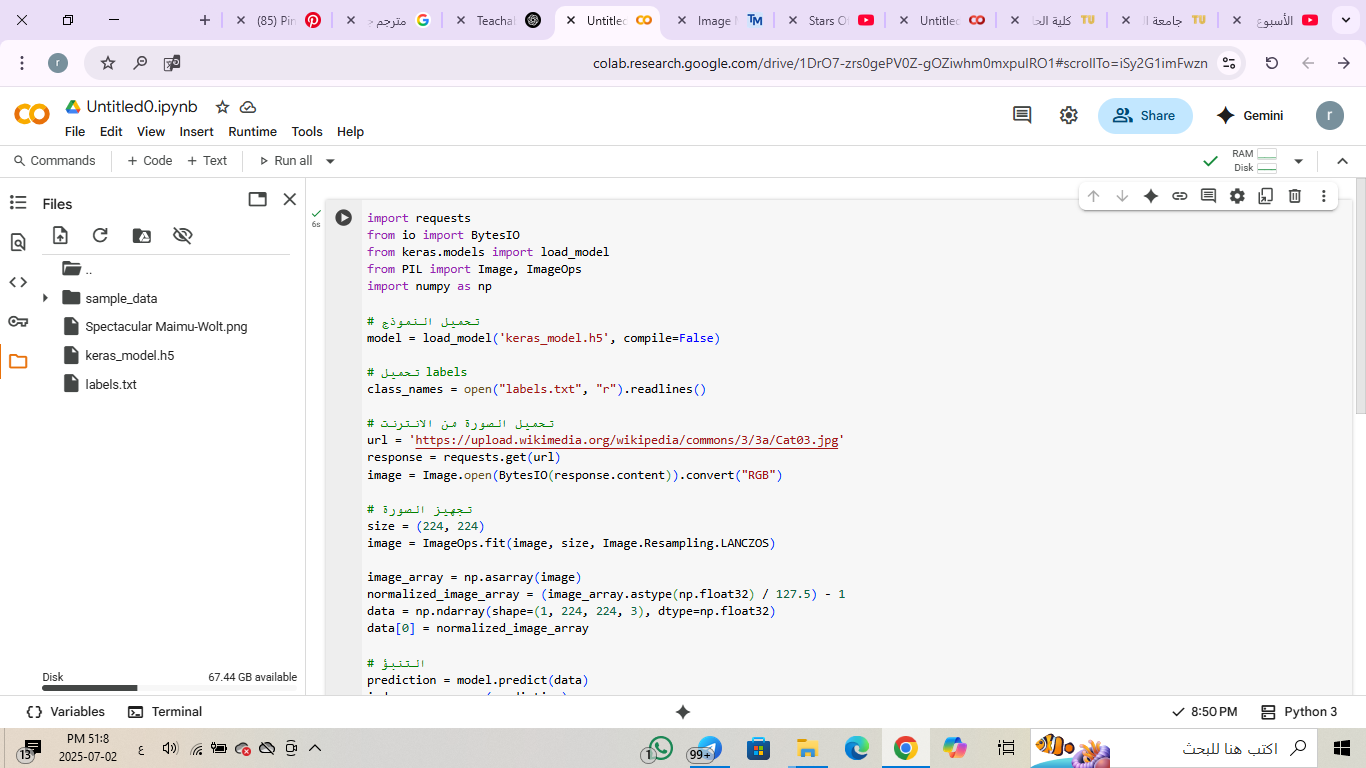 (85) Pin
مترجم ج
Teachal
Untitled
Image M
Stars O
Untitled
كلية الحا
جامعة ال
الأسبوع
colab.research.google.com/drive/1DrO7-zrs0gePV0Z-gOZiwhm0mxpulRO1#scrollTo=iSy2G1imFwzn
r
Untitled0.ipynb
File Edit View Insert Runtime Tools Help
Share
Gemini
r
Commands
+ Code + Text
Run all
RAM
Disk
Files
..
sample_data
Spectacular Maimu-Wolt.png
keras_model.h5
labels.txt
Disk 67.44 GB available
6s
import requests
from io import BytesIO
from keras.models import load_model
from PIL import Image, ImageOps
import numpy as np
# تحميل النموذج
model = load_model('keras_model.h5', compile=False)
# تحميل labels
class_names = open("labels.txt", "r").readlines()
# تحميل الصورة من الانترنت
url = 'https://upload.wikimedia.org/wikipedia/commons/3/3a/Cat03.jpg'
response = requests.get(url)
image = Image.open(BytesIO(response.content)).convert("RGB")
# تجهيز الصورة
size = (224, 224)
image = ImageOps.fit(image, size, Image.Resampling.LANCZOS)
image_array = np.asarray(image)
normalized_image_array = (image_array.astype(np.float32) / 127.5) - 1
data = np.ndarray(shape=(1, 224, 224, 3), dtype=np.float32)
data[0] = normalized_image_array
# التنبؤ
prediction = model.predict(data)
Variables
Terminal
8:50 PM
Python 3
13
PM 51:8
2025-07-02
ع
1
99+
اكتب هنا للبحث